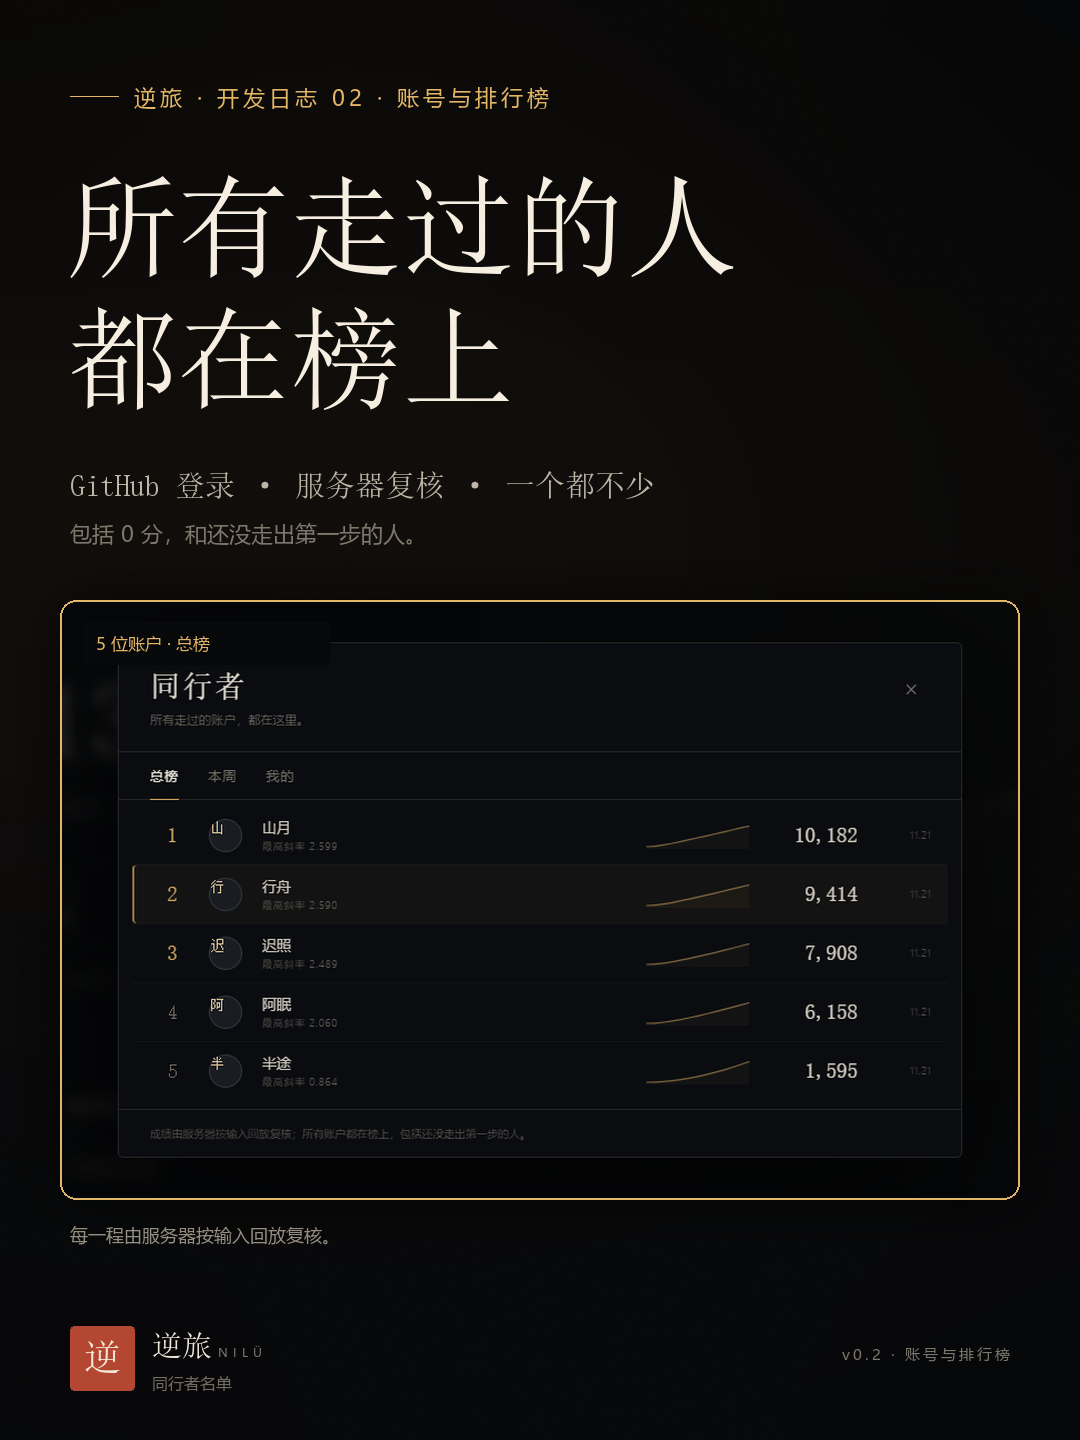 逆旅 · 开发日志 02 · 账号与排行榜
所有走过的人
都在榜上
GitHub 登录 • 服务器复核 • 一个都不少
包括 0 分，和还没走出第一步的人。
5 位账户 · 总榜
同行者
×
所有走过的账户，都在这里。
总榜 本周 我的
1 山 山月 10,182 11.21
最高斜率 2.599
2 行 行舟 9,414 11.21
最高斜率 2.590
3 迟 迟照 7,908 11.21
最高斜率 2.489
4 阿 阿眠 6,158 11.21
最高斜率 2.060
5 半 半途 1,595 11.21
最高斜率 0.864
成绩由服务器按输入回放复核；所有账户都在榜上，包括还没走出第一步的人。
每一程由服务器按输入回放复核。
逆 逆旅 NILÜ
同行者名单
v0.2 · 账号与排行榜